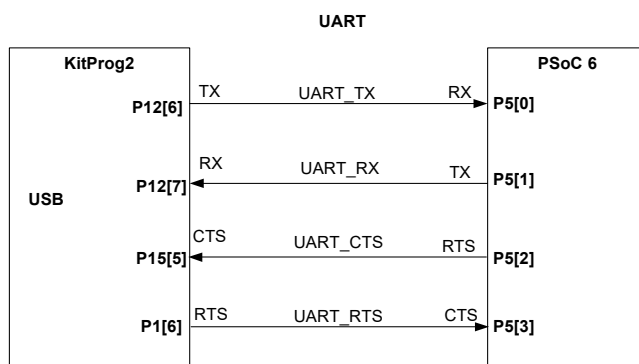 UART
KitProg2 PSoC 6
TX UART_TX RX
P12[6] P5[0]
RX UART_RX TX
P12[7] P5[1]
USB
CTS UART_CTS RTS
P15[5] P5[2]
RTS UART_RTS CTS
P1[6] P5[3]